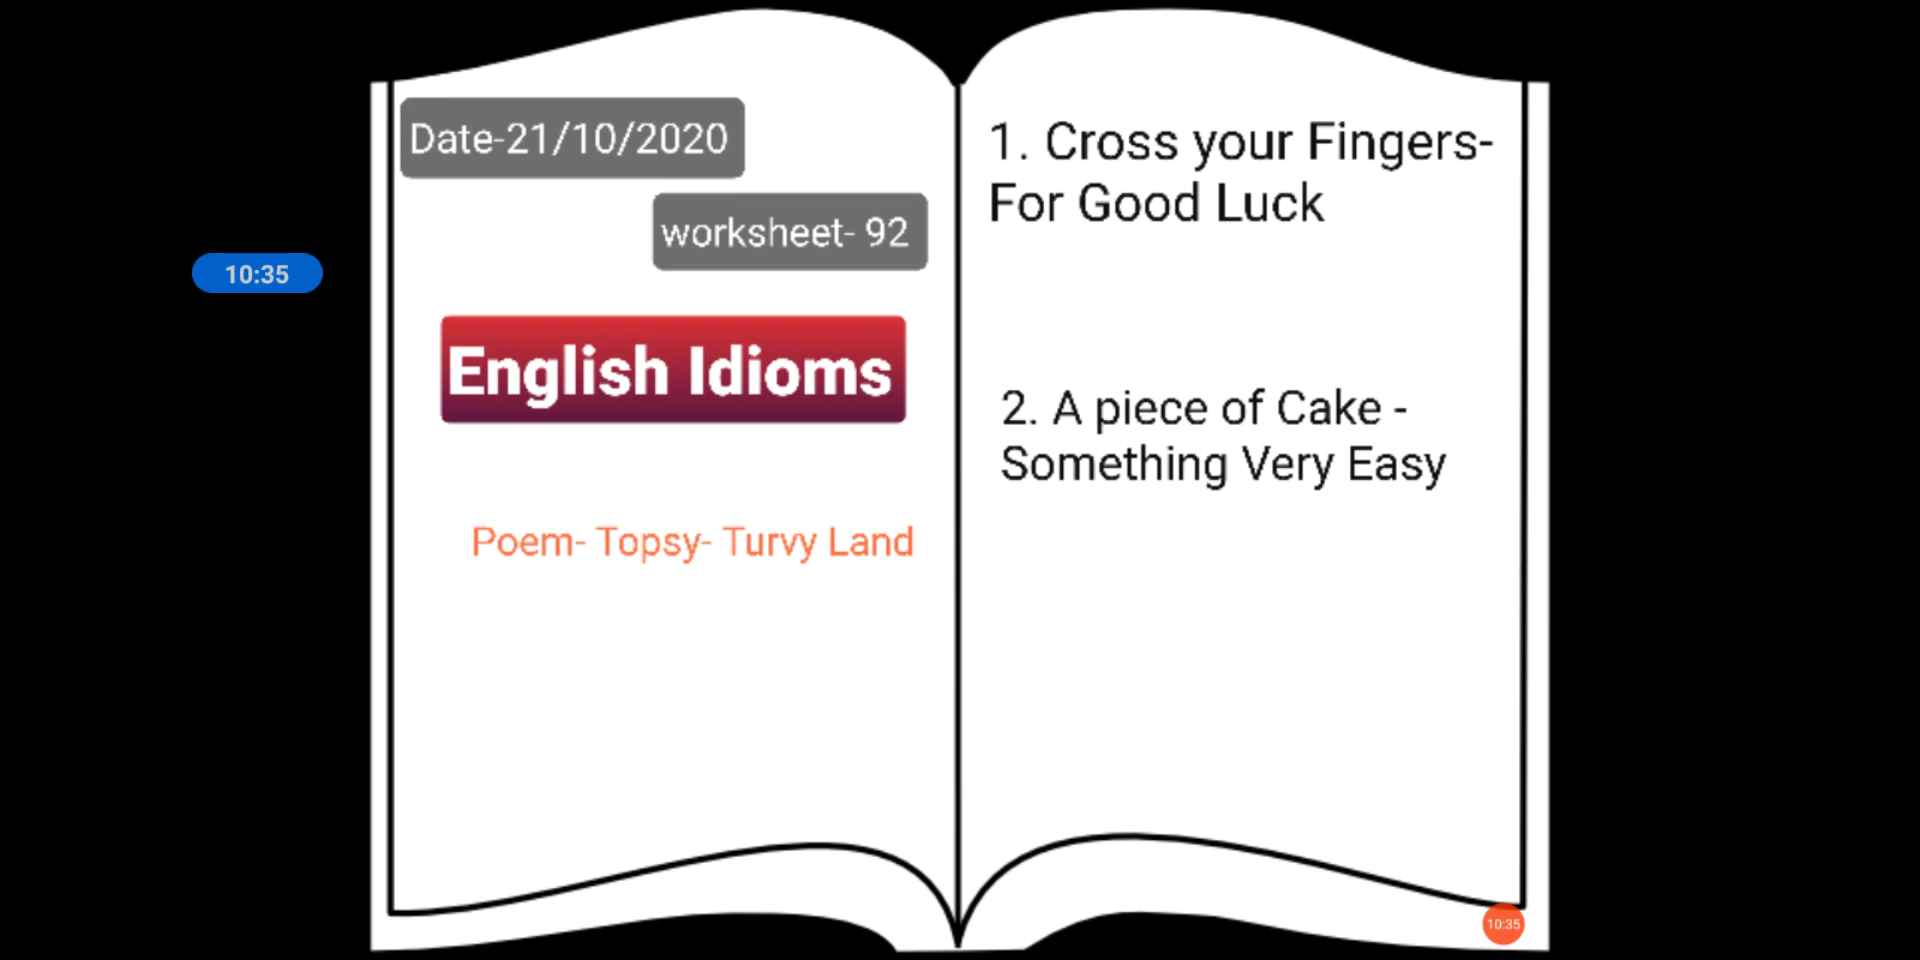 Date-21/10/2020
worksheet- 92
10:35
English Idioms
Poem- Topsy- Turvy Land
1. Cross your Fingers-
For Good Luck
2. A piece of Cake -
Something Very Easy
10:35